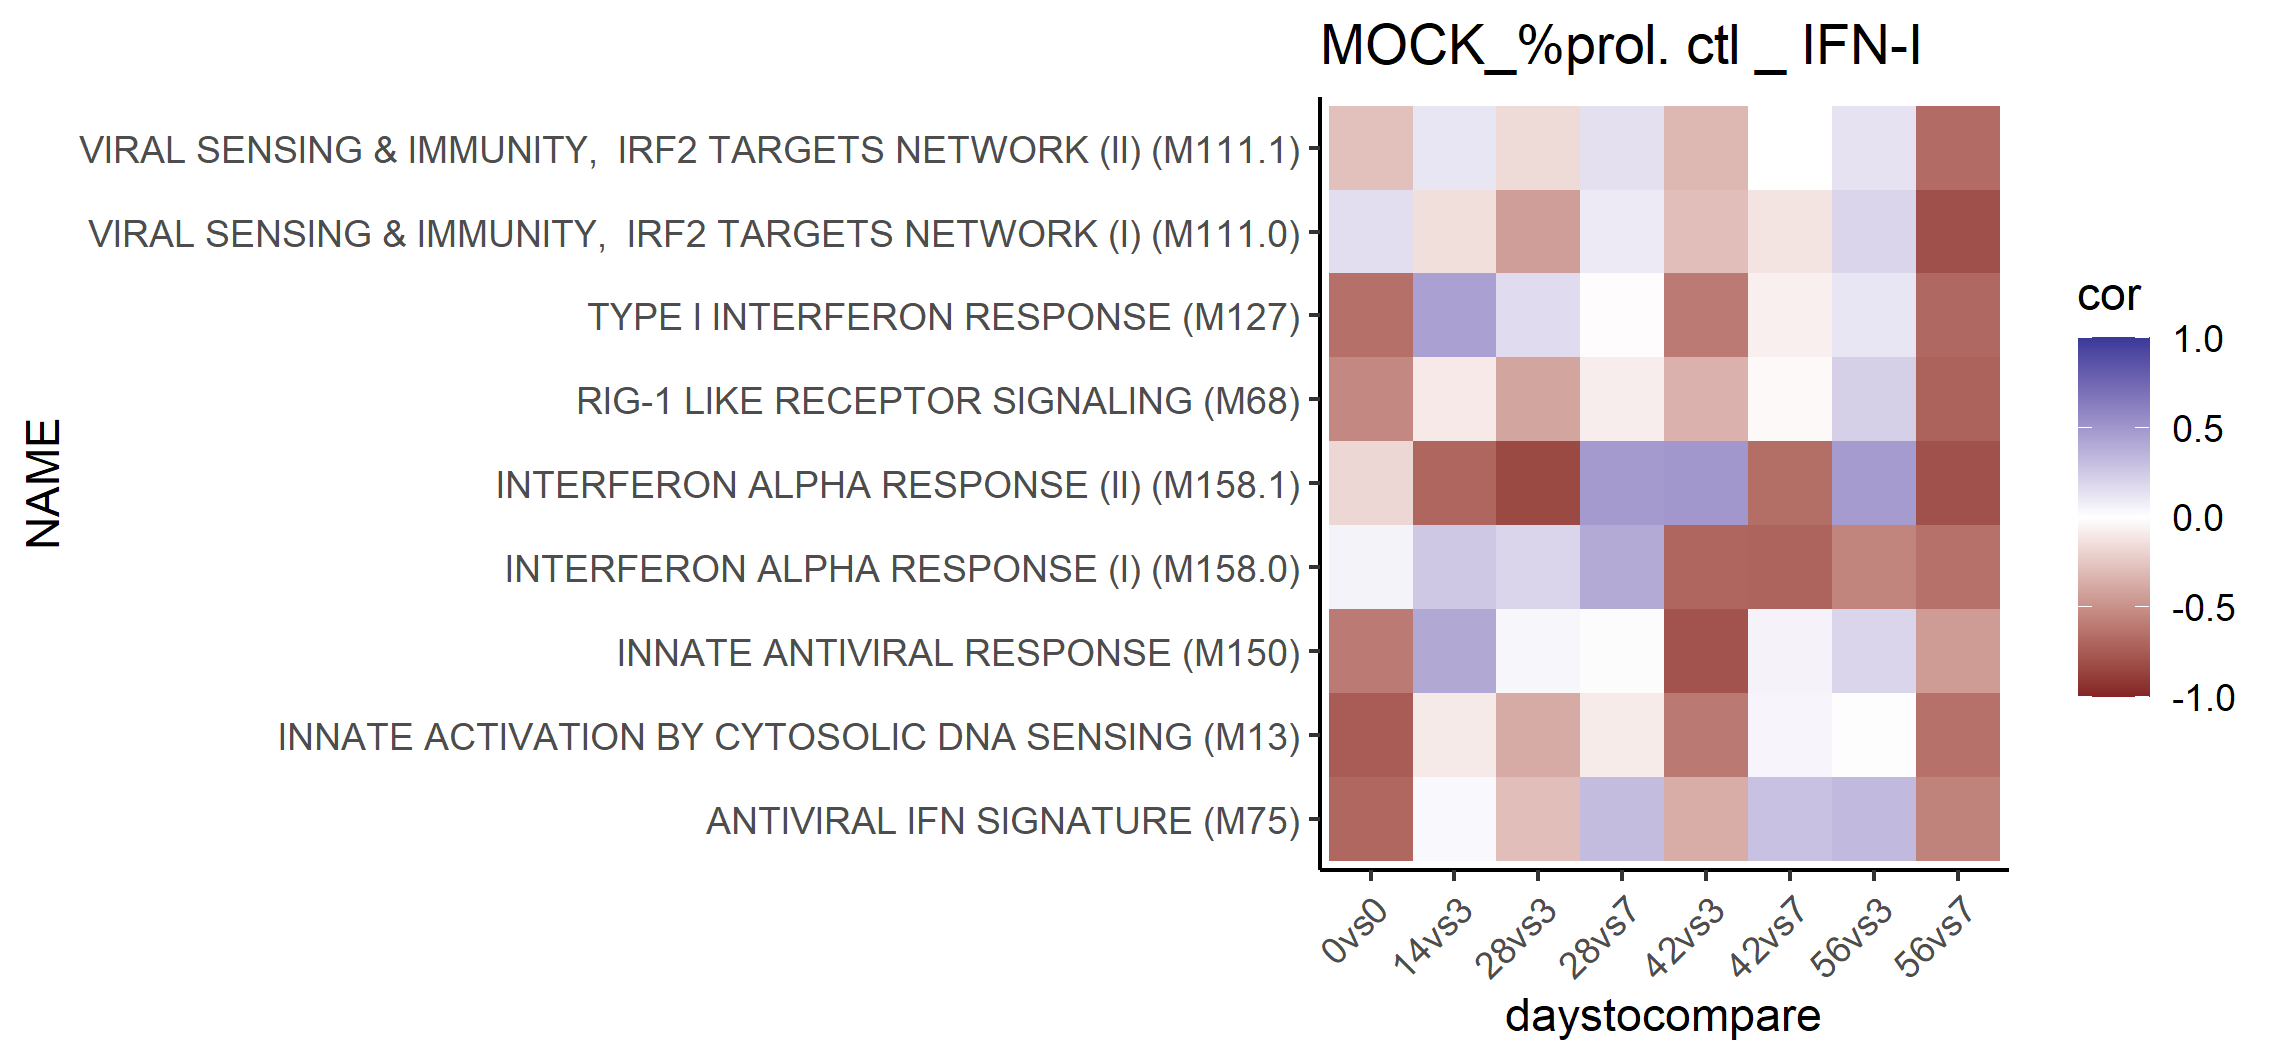 MOCK_%prol. ctl _ IFN-I
VIRAL SENSING & IMMUNITY,  IRF2 TARGETS NETWORK (II) (M111.1)
VIRAL SENSING & IMMUNITY,  IRF2 TARGETS NETWORK (I) (M111.0)
TYPE I INTERFERON RESPONSE (M127)
RIG-1 LIKE RECEPTOR SIGNALING (M68)
INTERFERON ALPHA RESPONSE (II) (M158.1)
INTERFERON ALPHA RESPONSE (I) (M158.0)
INNATE ANTIVIRAL RESPONSE (M150)
INNATE ACTIVATION BY CYTOSOLIC DNA SENSING (M13)
ANTIVIRAL IFN SIGNATURE (M75)
NAME
0vs0
14vs3
28vs3
28vs7
42vs3
42vs7
56vs3
56vs7
daystocompare
cor
1.0
0.5
0.0
-0.5
-1.0